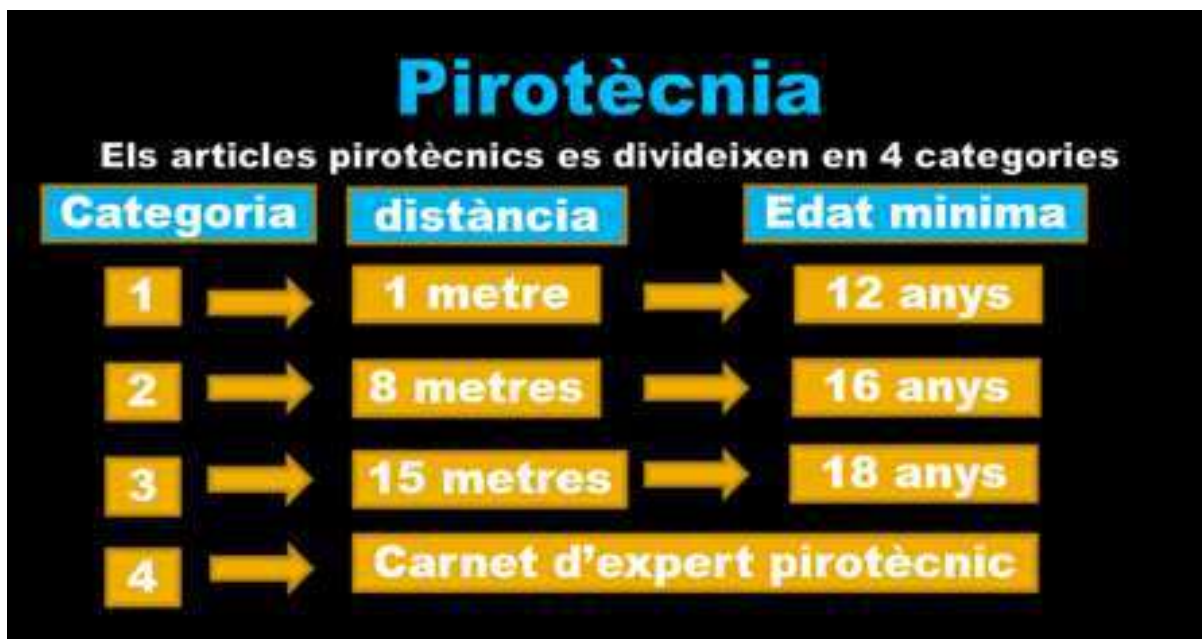 Pirotècnia
Els articles pirotècnics es divideixen en 4 categories
Categoria distància Edat minima
1 1 metre 12 anys
2 8 metres 16 anys
3 15 metres 18 anys
4 Carnet d'expert pirotècnic